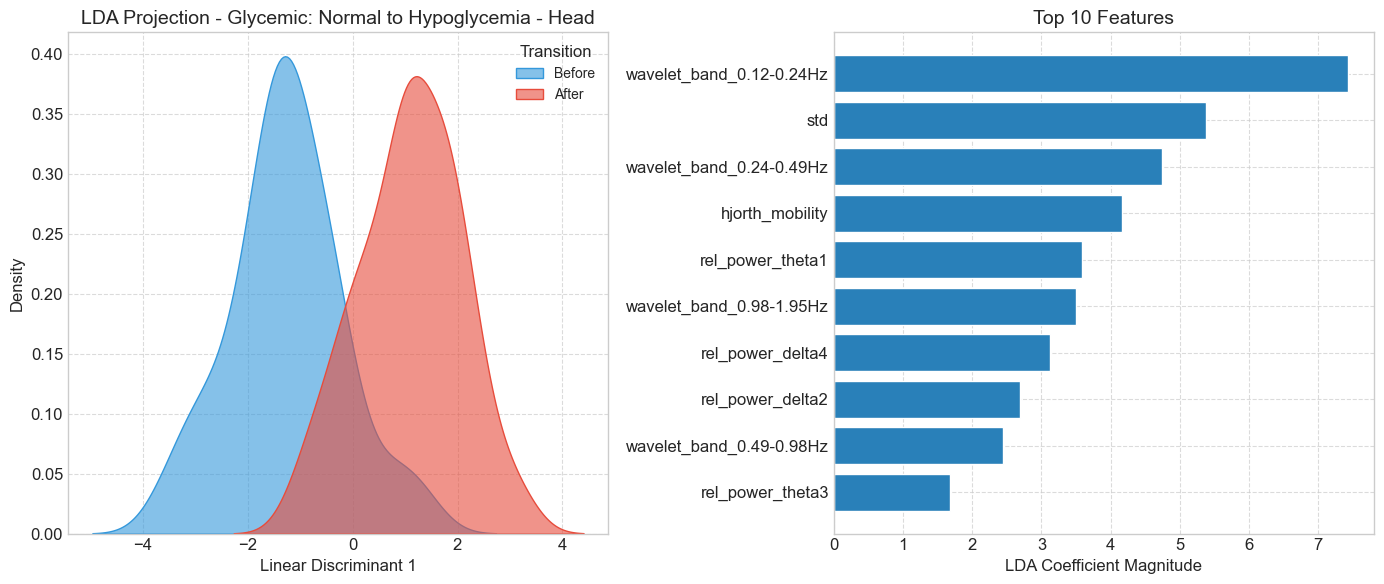 LDA Projection - Glycemic: Normal to Hypoglycemia - Head
Transition
Before
After
0.40
0.35
0.30
0.25
0.20
0.15
0.10
0.05
0.00
Density
−4
−2
0
2
4
Linear Discriminant 1
Top 10 Features
wavelet_band_0.12-0.24Hz
std
wavelet_band_0.24-0.49Hz
hjorth_mobility
rel_power_theta1
wavelet_band_0.98-1.95Hz
rel_power_delta4
rel_power_delta2
wavelet_band_0.49-0.98Hz
rel_power_theta3
0
1
2
3
4
5
6
7
LDA Coefficient Magnitude